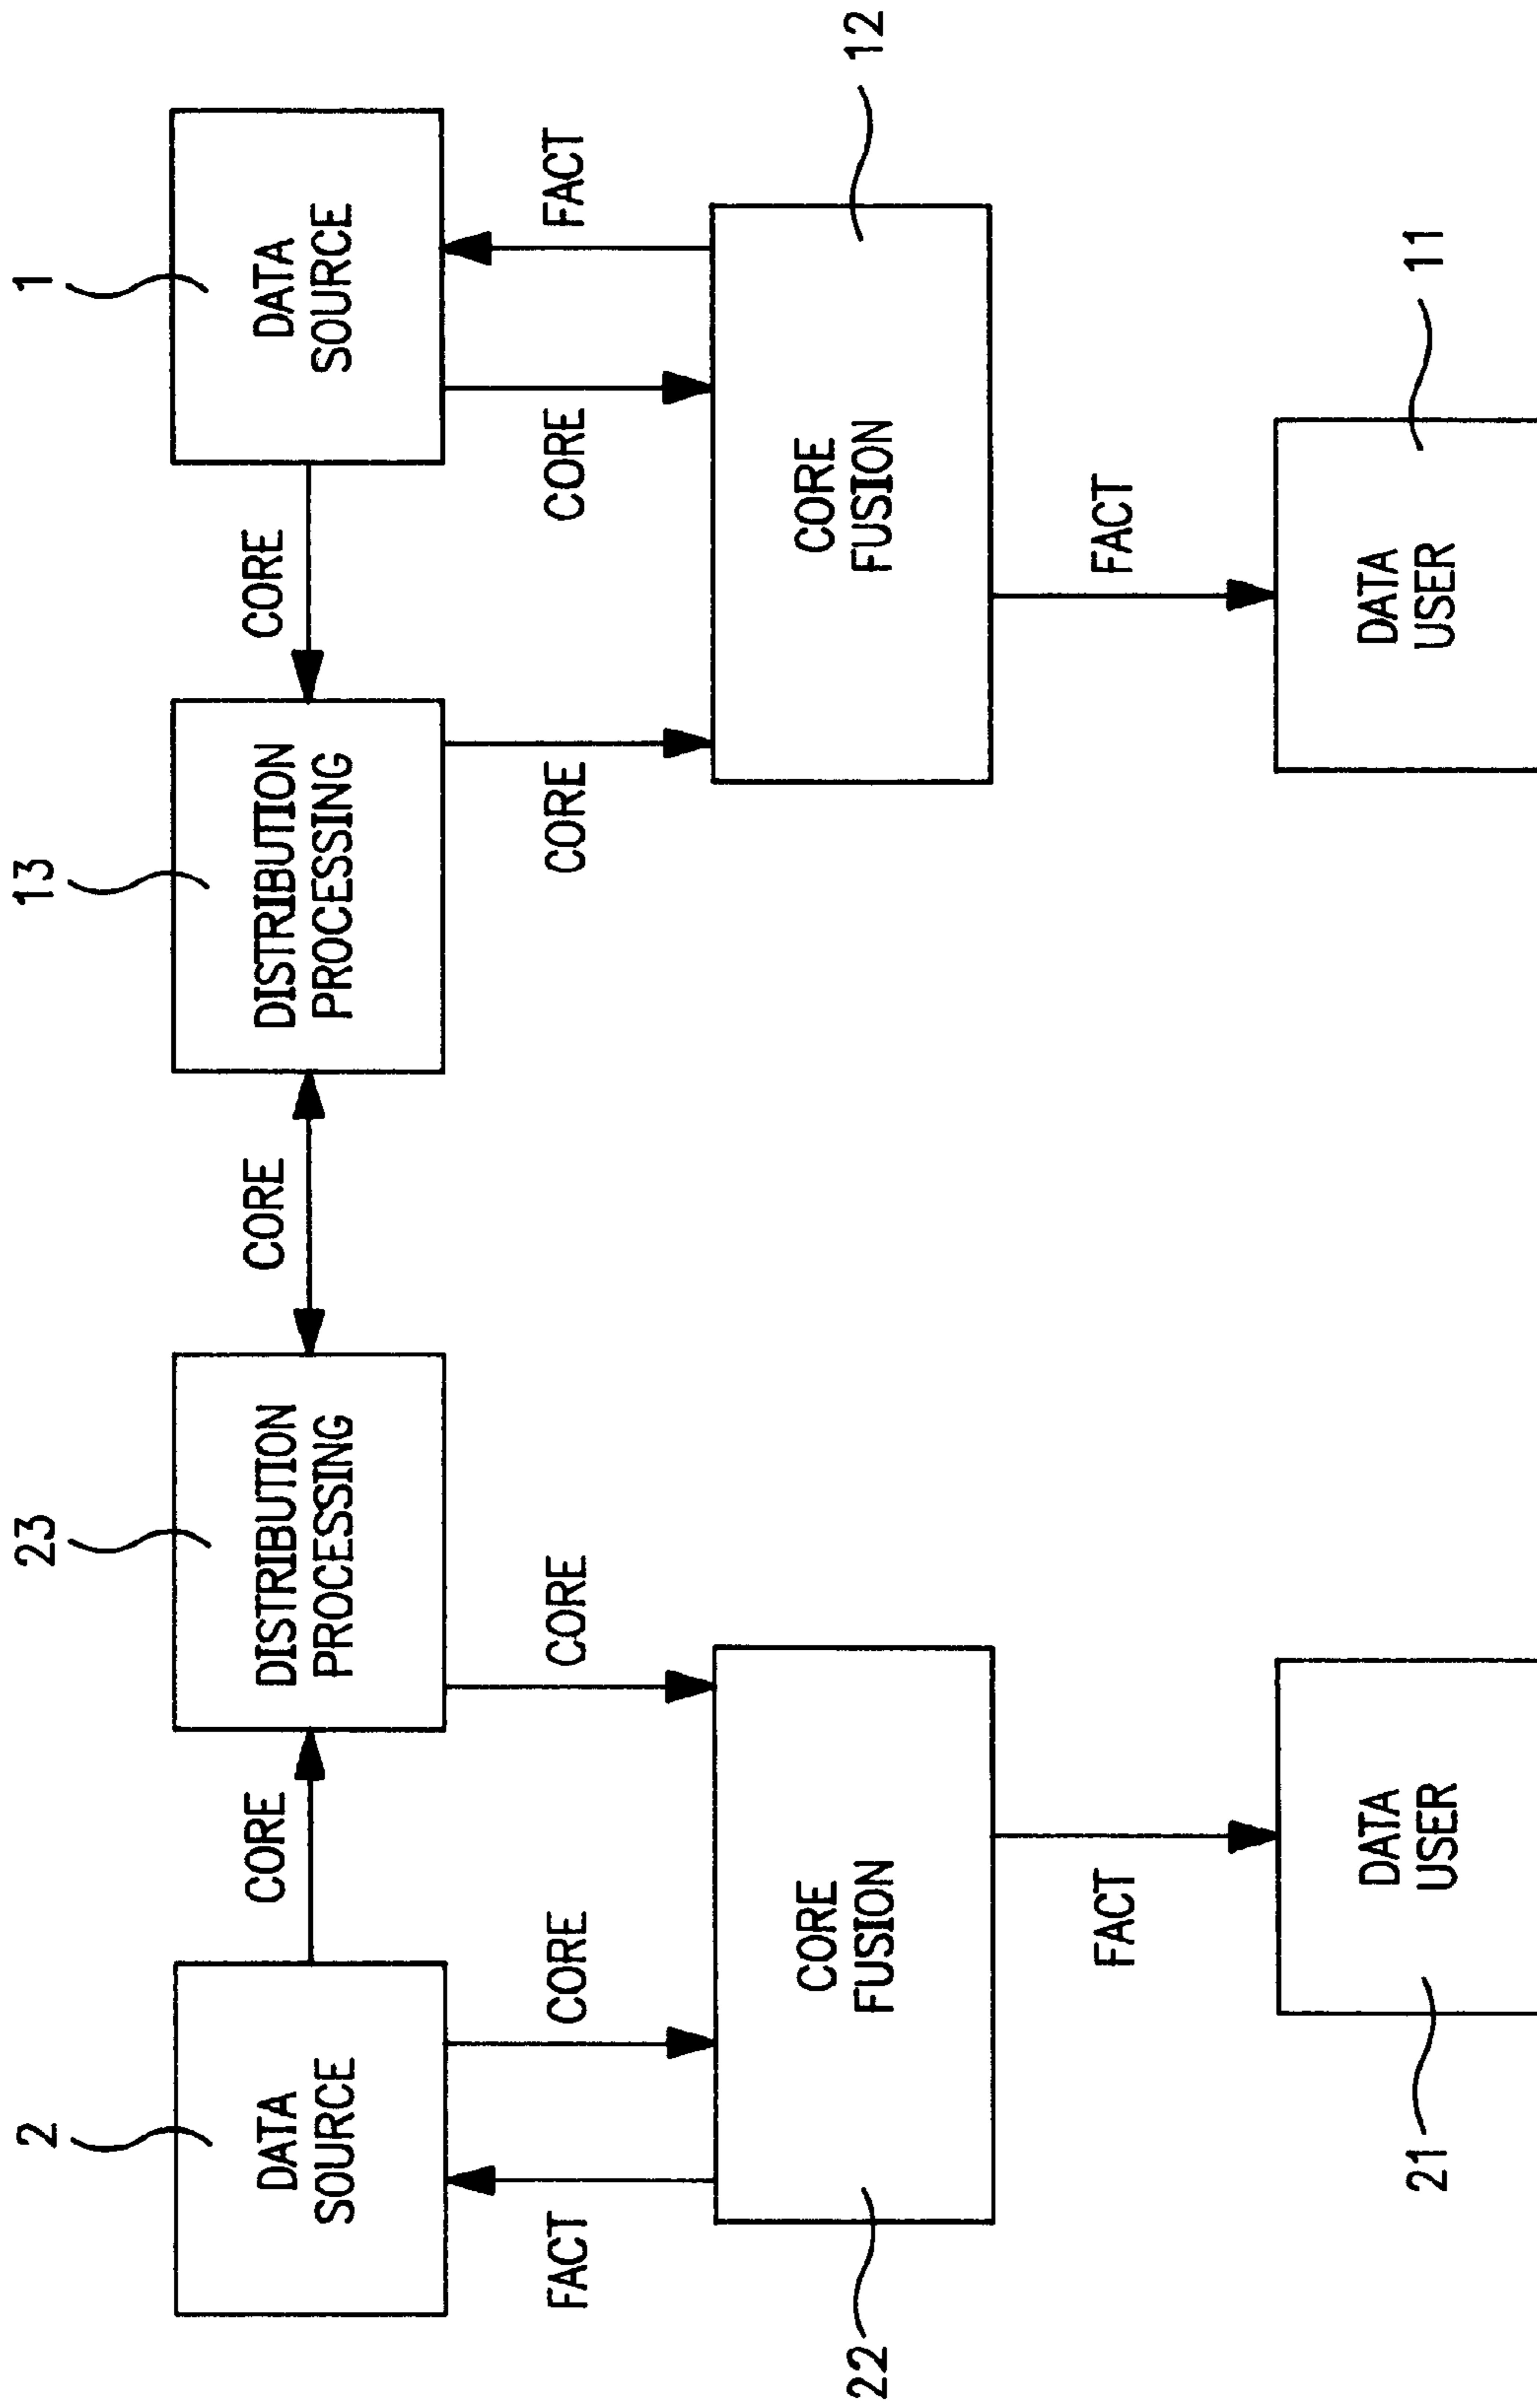 2
23
13
1
DATA
SOURCE
CORE
DISTRIBUTION
PROCESSING
CORE
DISTRIBUTION
PROCESSING
CORE
DATA
SOURCE
FACT
CORE
CORE
CORE
CORE
FACT
22
CORE
FUSION
CORE
FUSION
12
FACT
FACT
21
DATA
USER
DATA
USER
11